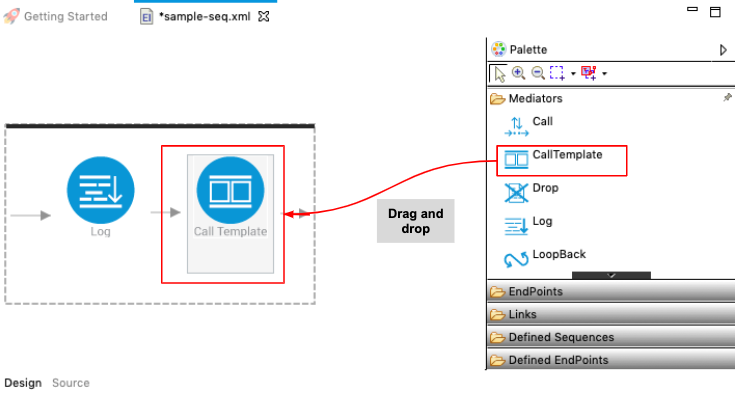 Getting Started
EI *sample-seq.xml
Palette
Mediators
Call
CallTemplate
Drop
Log
LoopBack
Log
Call Template
Drag and
drop
EndPoints
Links
Defined Sequences
Defined EndPoints
Design Source